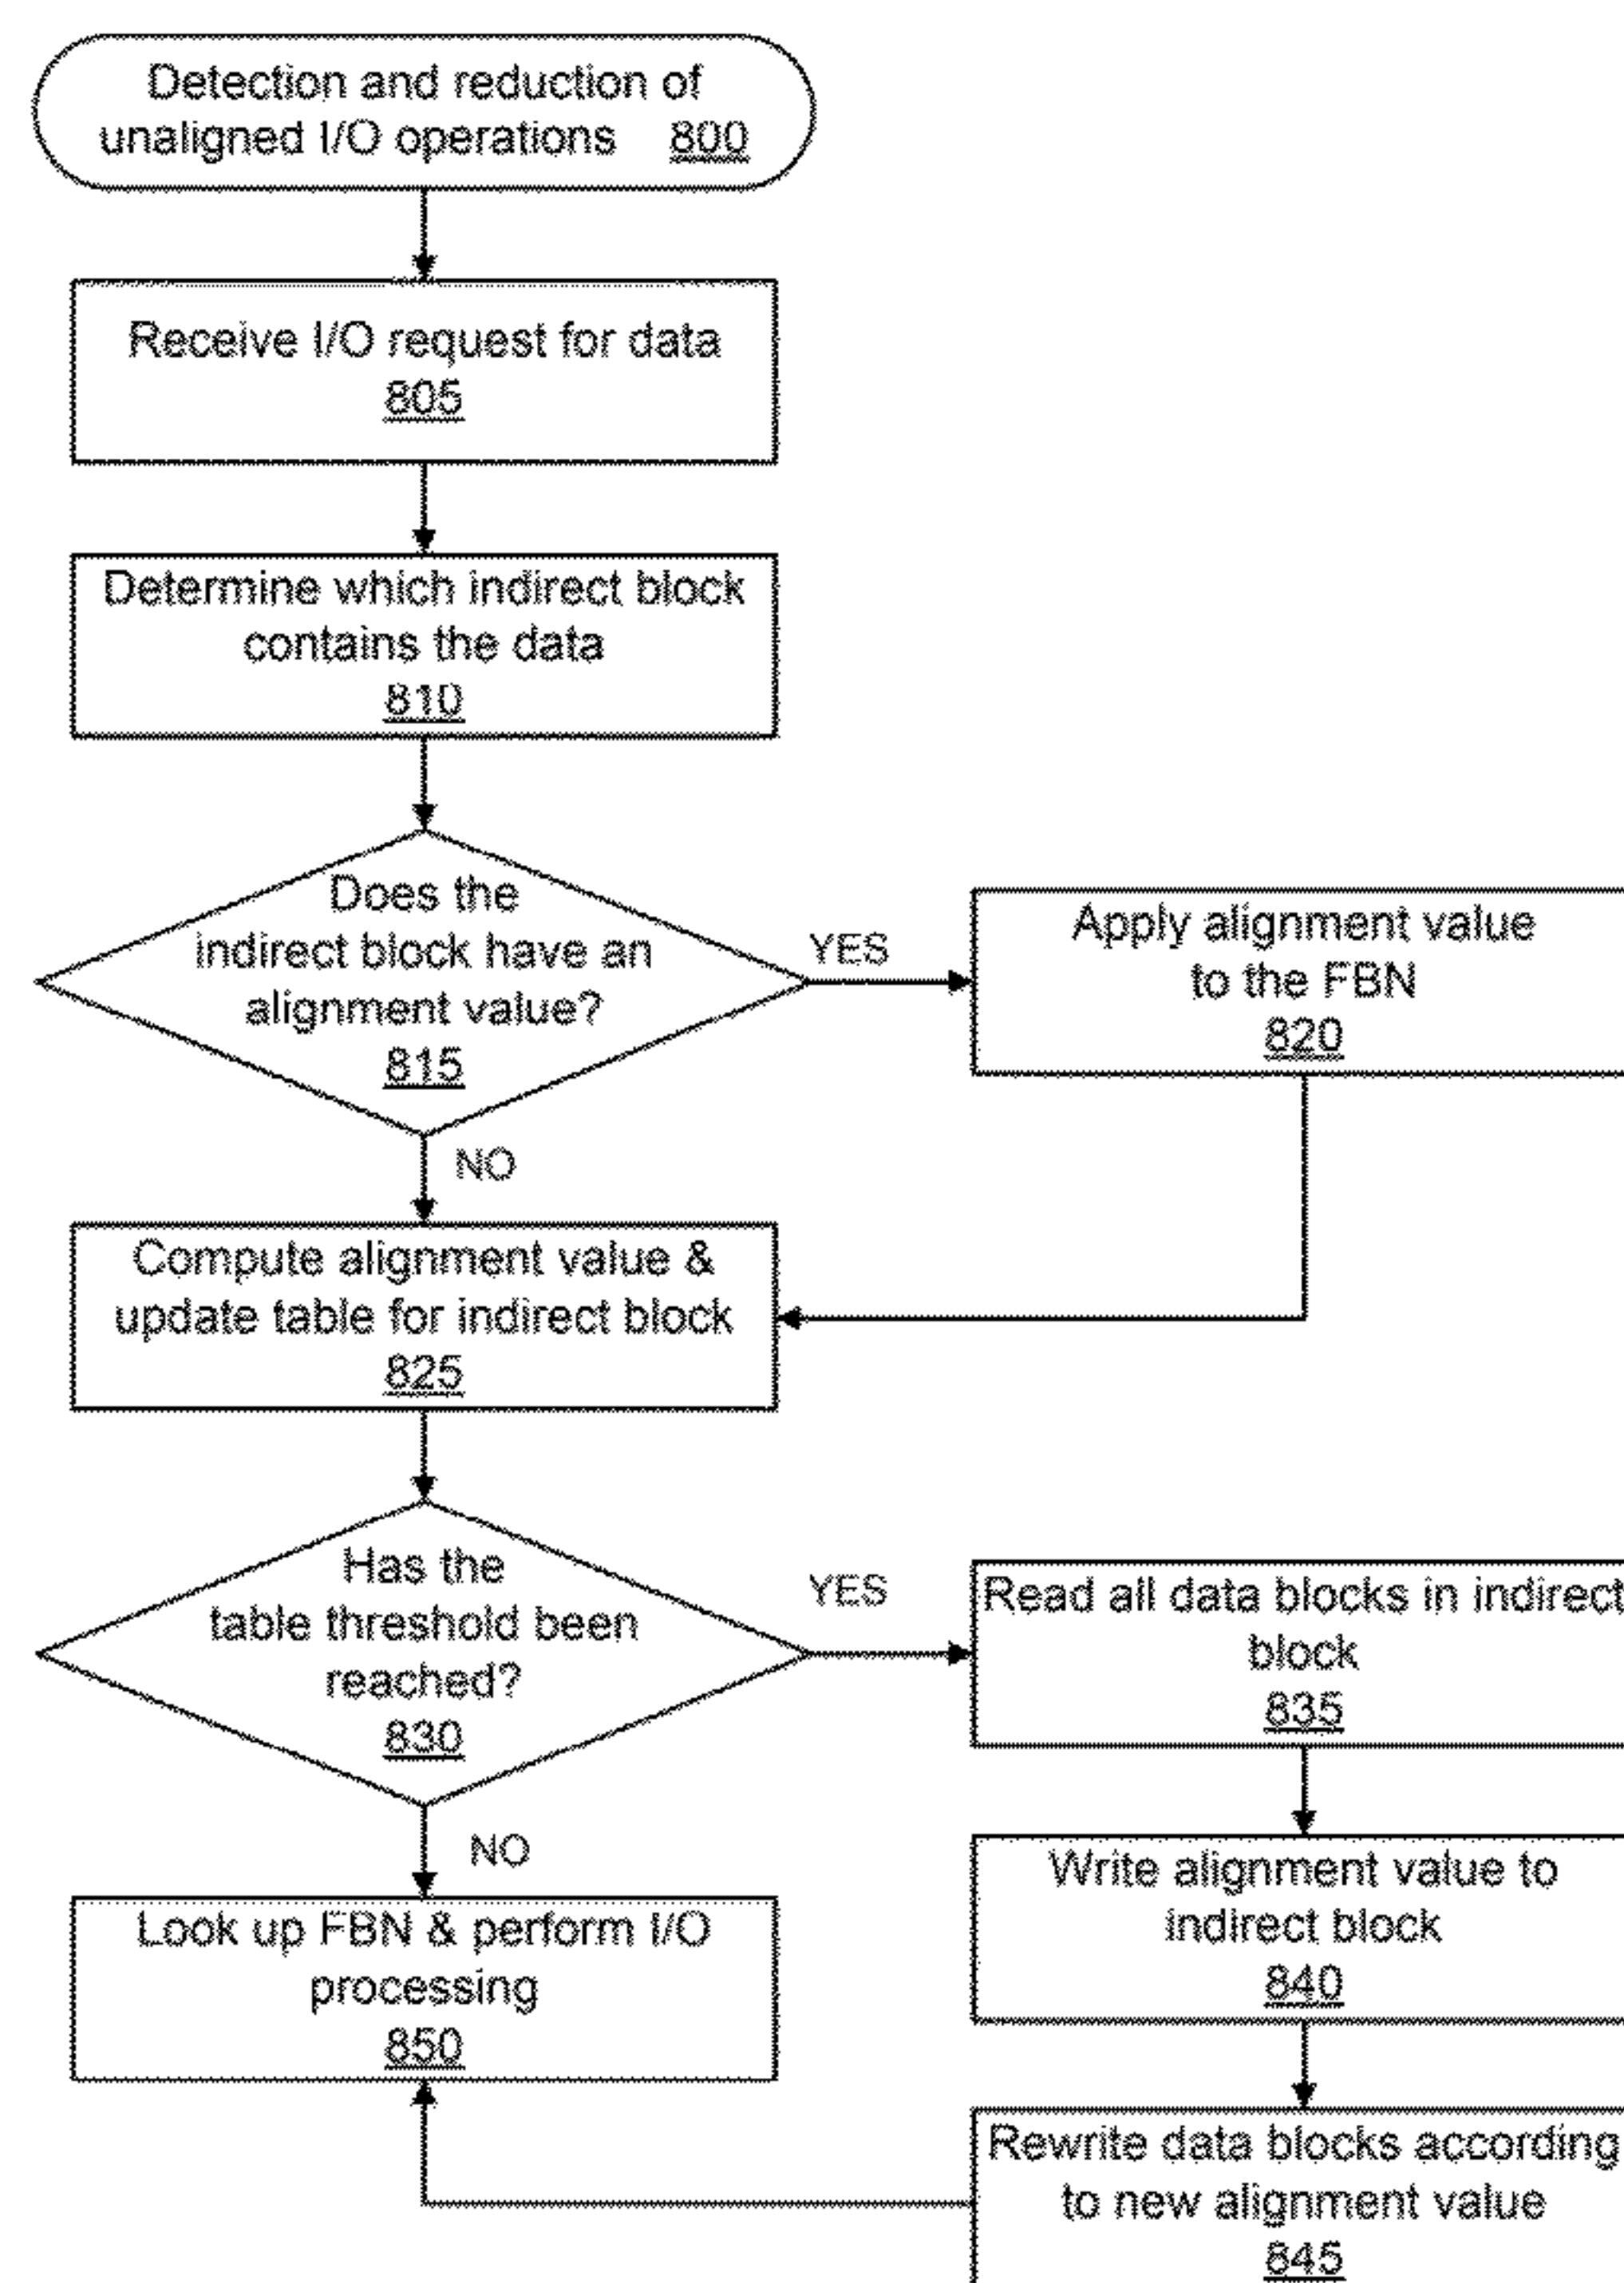 Detection and reduction of
unaligned I/O operations 800
Receive I/O request for data
805
Determine which indirect block
contains the data
810
Does the
indirect block have an
alignment value?
815
YES
Apply alignment value
to the FBN
820
NO
Compute alignment value &
update table for indirect block
825
Has the
table threshold been
reached?
830
YES
Read all data blocks in indirect
block
835
NO
Write alignment value to
indirect block
840
Look up FBN & perform I/O
processing
850
Rewrite data blocks according
to new alignment value
845